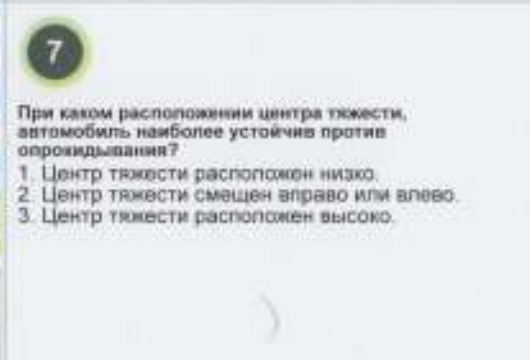 7
При каком расположении центра тяжести,
автомобиль наиболее устойчив против
опрокидывания?
1. Центр тяжести расположен низко.
2. Центр тяжести смещен вправо или влево.
3. Центр тяжести расположен высоко.